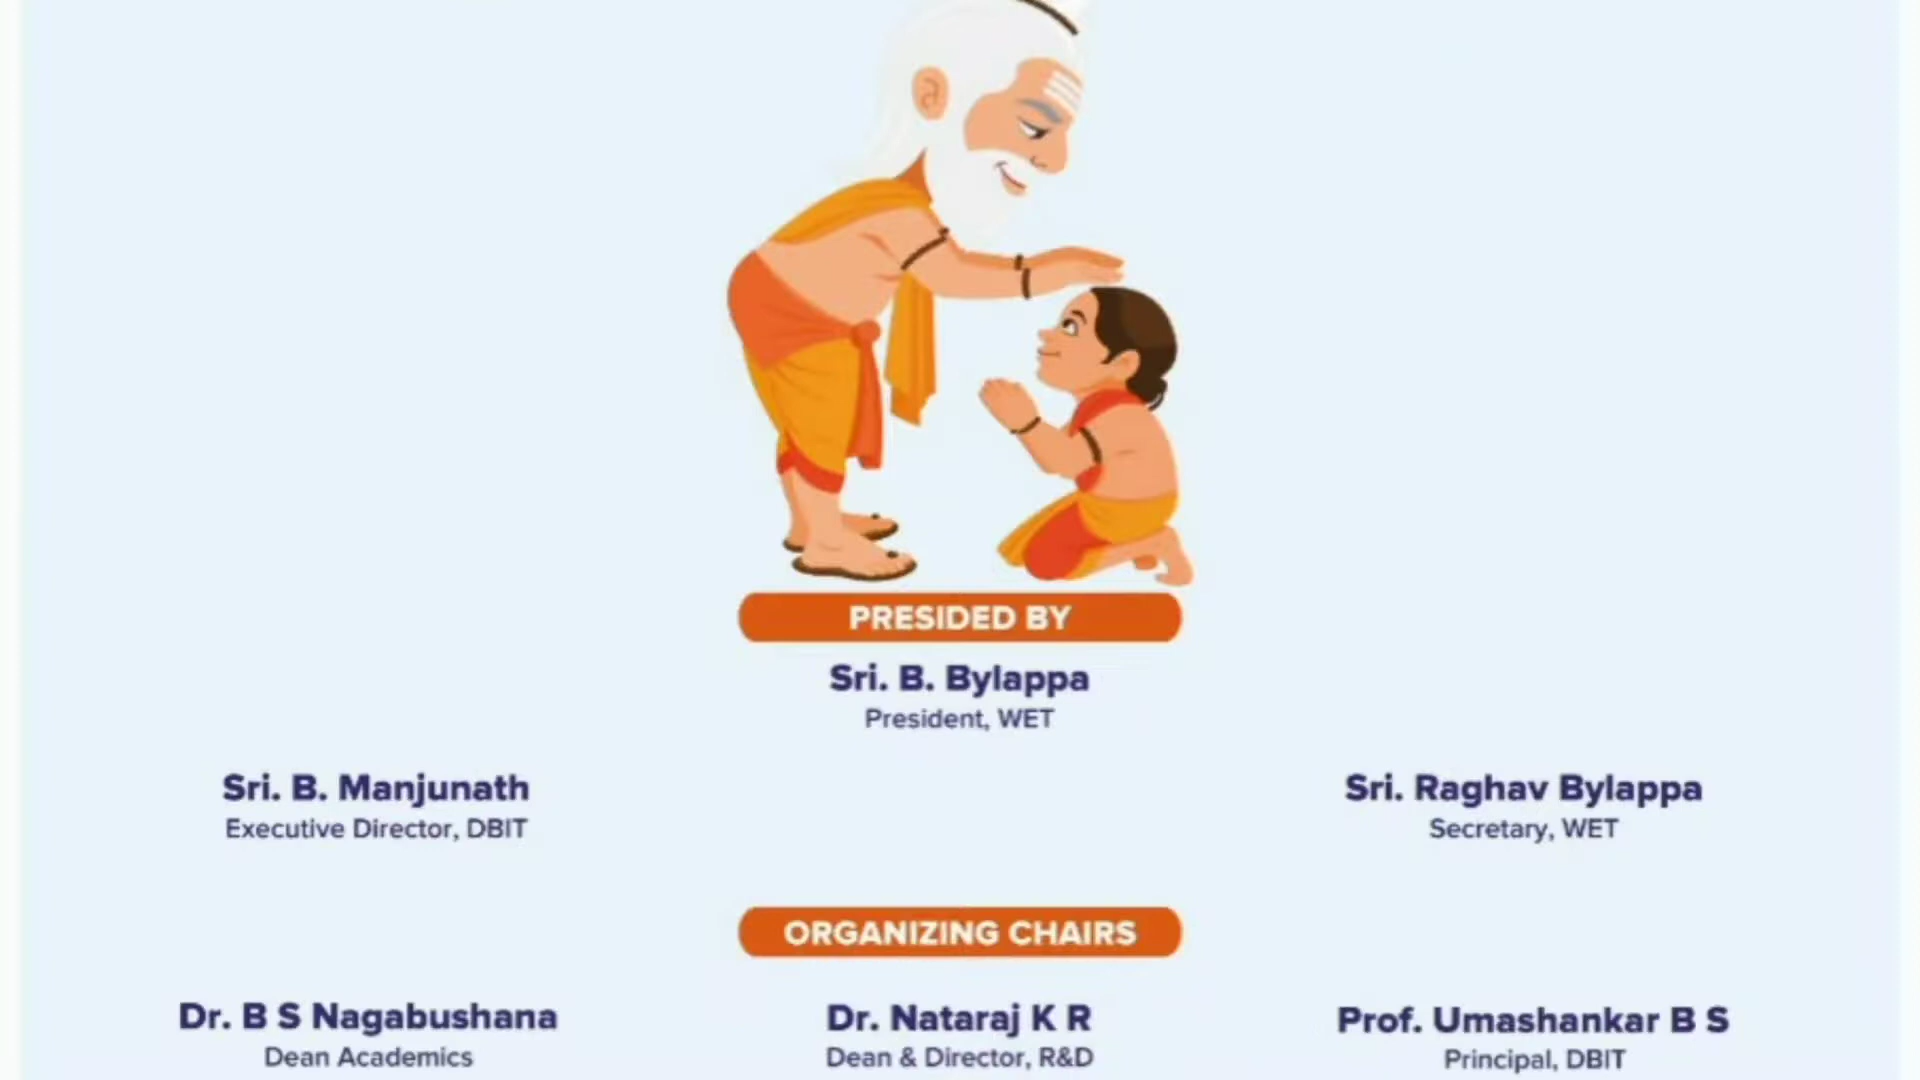 PRESIDED BY
Sri. B. Bylappa
President, WET
Sri. B. Manjunath
Executive Director, DBIT
Sri. Raghav Bylappa
Secretary, WET
ORGANIZING CHAIRS
Dr. B S Nagabushana
Dean Academics
Dr. Nataraj K R
Dean & Director, R&D
Prof. Umashankar B S
Principal, DBIT